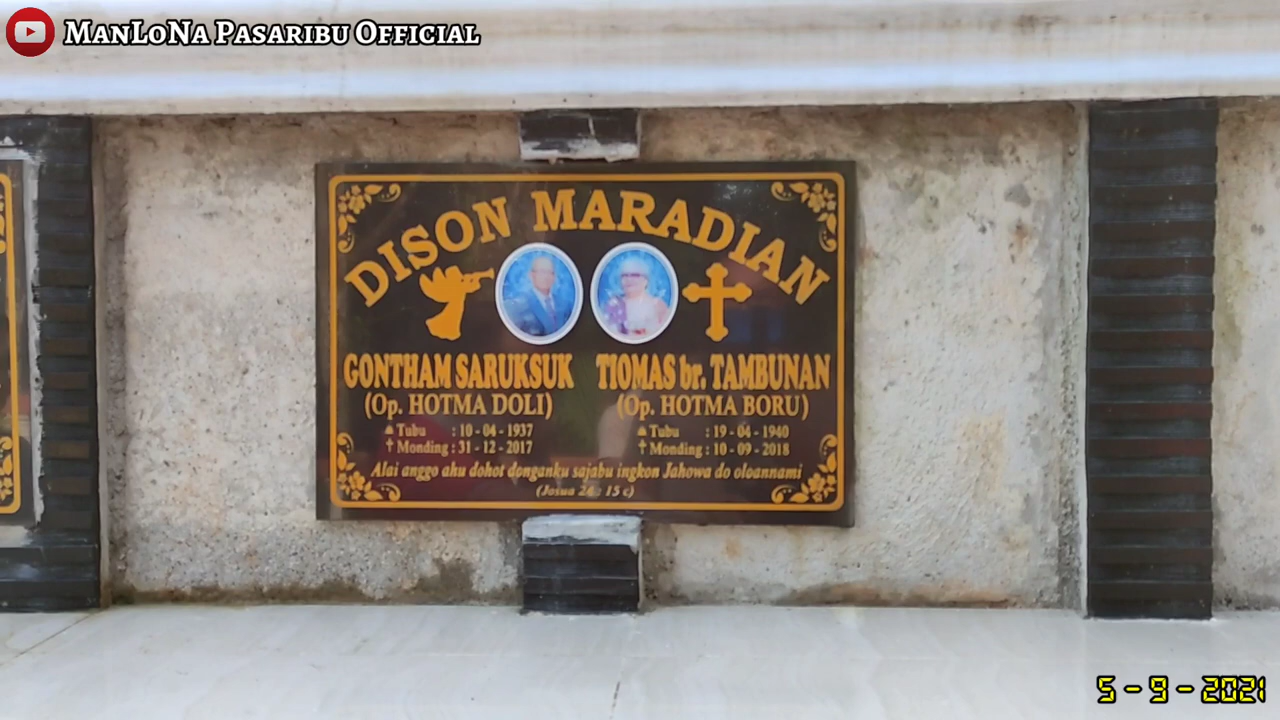 ManLoNa Pasaribu Official
DISON MARADIAN
GONTHAM SARUKSUK
(Op. HOTMA DOLI)
Tubu : 10 - 04 - 1937
Monding : 31 - 12 - 2017
TIOMAS br. TAMBUNAN
(Op. HOTMA BORU)
Tubu : 19 - 04 - 1940
Monding : 10 - 09 - 2018
Alai anggo ahu dohot donganku sajabu ingkon Jahowa do oloannami
(Josua 24 : 15 c)
5 - 9 - 2021